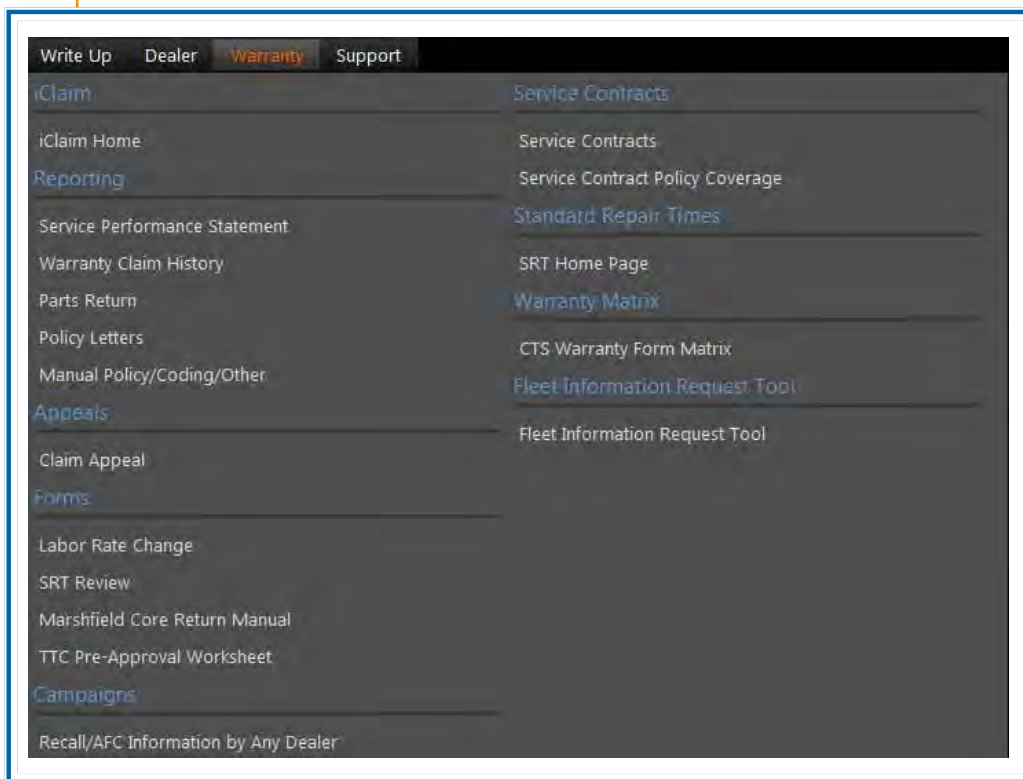 Write Up Dealer Warranty Support
iClaim
iClaim Home
Reporting
Service Performance Statement
Warranty Claim History
Parts Return
Policy Letters
Manual Policy/Coding/Other
Appeals
Claim Appeal
Forms
Labor Rate Change
SRT Review
Marshfield Core Return Manual
TTC Pre-Approval Worksheet
Campaigns
Recall/AFC Information by Any Dealer
Service Contracts
Service Contracts
Service Contract Policy Coverage
Standard Repair Times
SRT Home Page
Warranty Matrix
CTS Warranty Form Matrix
Fleet Information Request Tool
Fleet Information Request Tool